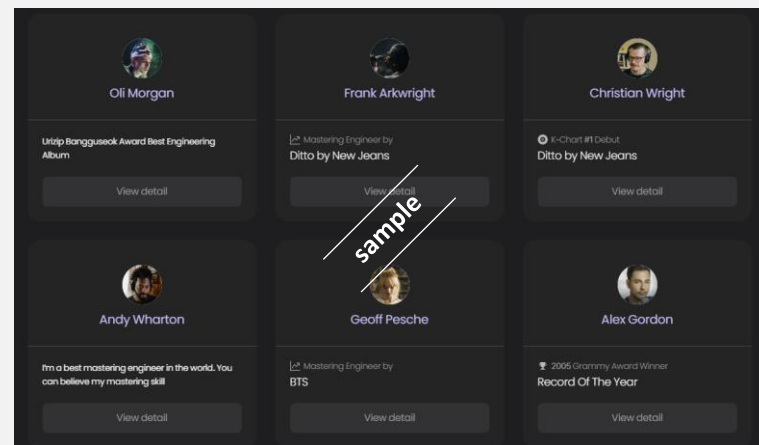 Oli Morgan
Frank Arkwright
Christian Wright
Urizip Bangguseok Award Best Engineering
Album
Mastering Engineer by
Ditto by New Jeans
K-Chart #1 Debut
Ditto by New Jeans
View detail
View detail
View detail
sample
Andy Wharton
Geoff Pesche
Alex Gordon
I'm a best mastering engineer in the world. You
can believe my mastering skill
Mastering Engineer by
BTS
2005 Grammy Award Winner
Record Of The Year
View detail
View detail
View detail